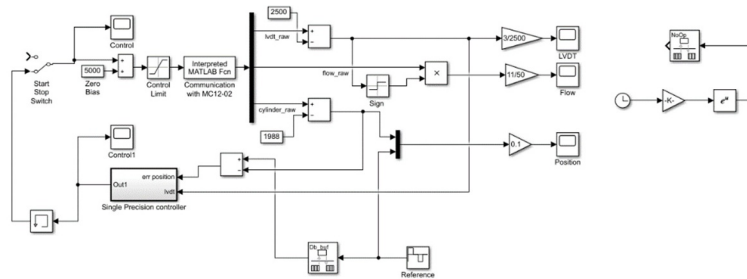 2500
lvdt_raw
3/2500
LVDT
NoOp
Control
Start
Stop
Switch
5000
Zero
Bias
Control
Limit
Interpreted
MATLAB Fcn
Communication
with MC12-02
flow_raw
Sign
×
11/50
Flow
-K-
cylinder_raw
1988
Control1
0.1
Position
Out1
err position
lvdt
Single Precision controller
Reference